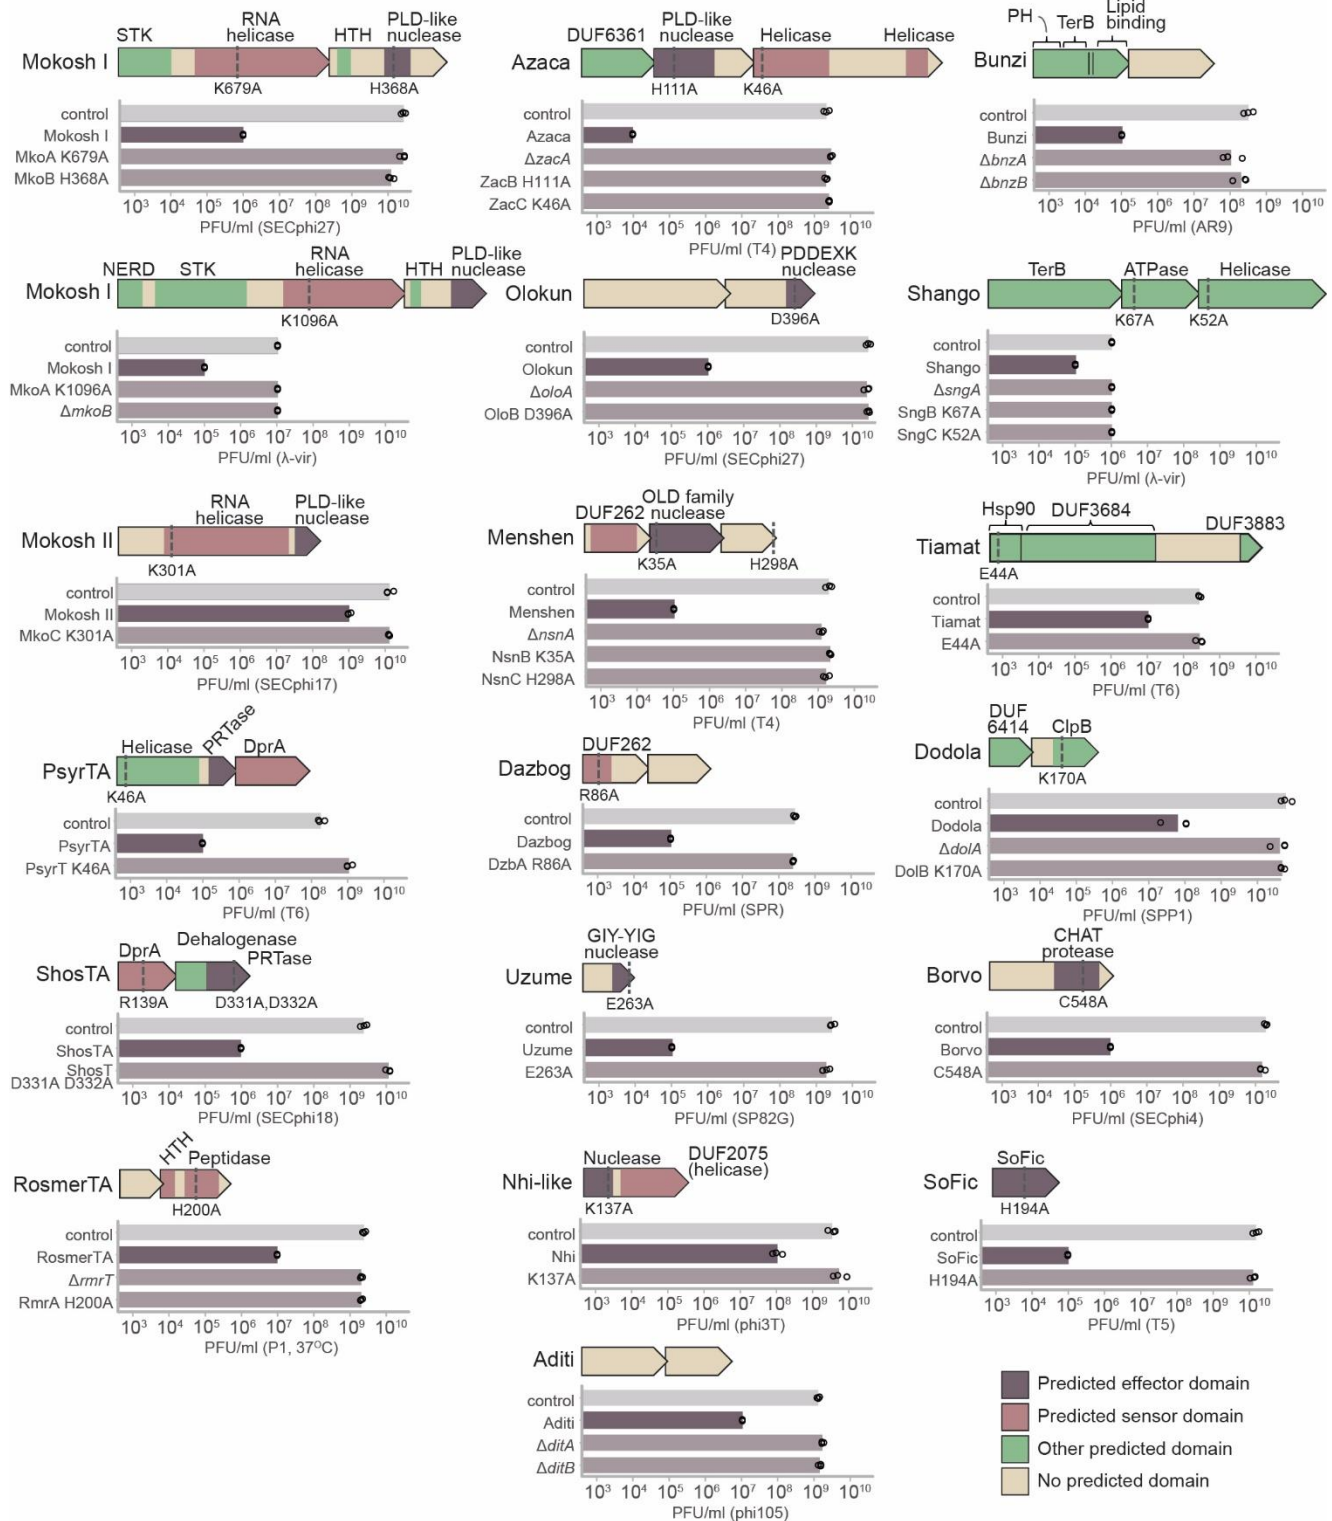 STK
RNA
helicase
HTH
PLD-like
nuclease
Mokosh I
K679A
H368A
control
Mokosh I
MkoA K679A
MkoB H368A
10³ 10⁴ 10⁵ 10⁶ 10⁷ 10⁸ 10⁹ 10¹⁰
PFU/ml (SECphi27)
DUF6361
PLD-like
nuclease
Helicase
Helicase
Azaca
H111A
K46A
control
Azaca
ΔzacA
ZacB H111A
ZacC K46A
10³ 10⁴ 10⁵ 10⁶ 10⁷ 10⁸ 10⁹ 10¹⁰
PFU/ml (T4)
PH
TerB
Lipid
binding
Bunzi
control
Bunzi
ΔbnzA
ΔbnzB
10³ 10⁴ 10⁵ 10⁶ 10⁷ 10⁸ 10⁹ 10¹⁰
PFU/ml (AR9)
NERD
STK
RNA
helicase
HTH
PLD-like
nuclease
Mokosh I
K1096A
control
Mokosh I
MkoA K1096A
ΔmkoB
10³ 10⁴ 10⁵ 10⁶ 10⁷ 10⁸ 10⁹ 10¹⁰
PFU/ml (λ-vir)
PDDEXK
nuclease
Olokun
D396A
control
Olokun
ΔoloA
OloB D396A
10³ 10⁴ 10⁵ 10⁶ 10⁷ 10⁸ 10⁹ 10¹⁰
PFU/ml (SECphi27)
TerB
ATPase
Helicase
Shango
K67A
K52A
control
Shango
ΔsngA
SngB K67A
SngC K52A
10³ 10⁴ 10⁵ 10⁶ 10⁷ 10⁸ 10⁹ 10¹⁰
PFU/ml (λ-vir)
RNA
helicase
PLD-like
nuclease
Mokosh II
K301A
control
Mokosh II
MkoC K301A
10³ 10⁴ 10⁵ 10⁶ 10⁷ 10⁸ 10⁹ 10¹⁰
PFU/ml (SECphi17)
DUF262
OLD family
nuclease
Menshen
K35A
H298A
control
Menshen
ΔnsnA
NsnB K35A
NsnC H298A
10³ 10⁴ 10⁵ 10⁶ 10⁷ 10⁸ 10⁹ 10¹⁰
PFU/ml (T4)
Hsp90
DUF3684
DUF3883
Tiamat
E44A
control
Tiamat
E44A
10³ 10⁴ 10⁵ 10⁶ 10⁷ 10⁸ 10⁹ 10¹⁰
PFU/ml (T6)
Helicase
PRTase
DprA
PsyrTA
K46A
control
PsyrTA
PsyrT K46A
10³ 10⁴ 10⁵ 10⁶ 10⁷ 10⁸ 10⁹ 10¹⁰
PFU/ml (T6)
DUF262
Dazbog
R86A
control
Dazbog
DzbA R86A
10³ 10⁴ 10⁵ 10⁶ 10⁷ 10⁸ 10⁹ 10¹⁰
PFU/ml (SPR)
DUF
6414
ClpB
Dodola
K170A
control
Dodola
ΔdolA
DolB K170A
10³ 10⁴ 10⁵ 10⁶ 10⁷ 10⁸ 10⁹ 10¹⁰
PFU/ml (SPP1)
DprA
Dehalogenase
PRTase
ShosTA
R139A
D331A,D332A
control
ShosTA
ShosT
D331A D332A
10³ 10⁴ 10⁵ 10⁶ 10⁷ 10⁸ 10⁹ 10¹⁰
PFU/ml (SECphi18)
GIY-YIG
nuclease
Uzume
E263A
control
Uzume
E263A
10³ 10⁴ 10⁵ 10⁶ 10⁷ 10⁸ 10⁹ 10¹⁰
PFU/ml (SP82G)
CHAT
protease
Borvo
C548A
control
Borvo
C548A
10³ 10⁴ 10⁵ 10⁶ 10⁷ 10⁸ 10⁹ 10¹⁰
PFU/ml (SECphi4)
HTH
Peptidase
RosmerTA
H200A
control
RosmerTA
ΔrmrT
RmrA H200A
10³ 10⁴ 10⁵ 10⁶ 10⁷ 10⁸ 10⁹ 10¹⁰
PFU/ml (P1, 37ᴼC)
Nuclease
DUF2075
(helicase)
Nhi-like
K137A
control
Nhi
K137A
10³ 10⁴ 10⁵ 10⁶ 10⁷ 10⁸ 10⁹ 10¹⁰
PFU/ml (phi3T)
SoFic
SoFic
H194A
control
SoFic
H194A
10³ 10⁴ 10⁵ 10⁶ 10⁷ 10⁸ 10⁹ 10¹⁰
PFU/ml (T5)
Aditi
control
Aditi
ΔditA
ΔditB
10³ 10⁴ 10⁵ 10⁶ 10⁷ 10⁸ 10⁹ 10¹⁰
PFU/ml (phi105)
Predicted effector domain
Predicted sensor domain
Other predicted domain
No predicted domain